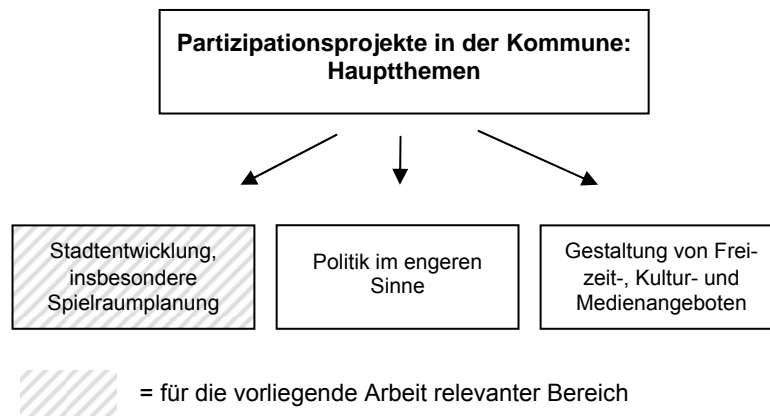 Partizipationsprojekte in der Kommune:
Hauptthemen
Stadtentwicklung,
insbesondere
Spielraumplanung
Politik im engeren
Sinne
Gestaltung von Frei-
zeit-, Kultur- und
Medienangeboten
= für die vorliegende Arbeit relevanter Bereich